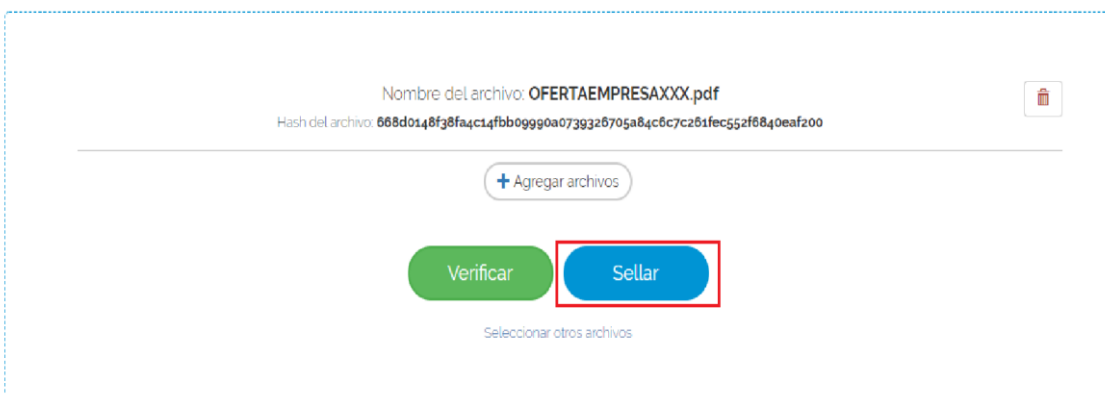 Nombre del archivo: OFERTAEMPRESAXXX.pdf
Hash del archivo: 668d0148f38fa4c14fbb09990a0739326705a84c6c7c261fec552f6840eaf200
+ Agregar archivos
Verificar
Sellar
Seleccionar otros archivos